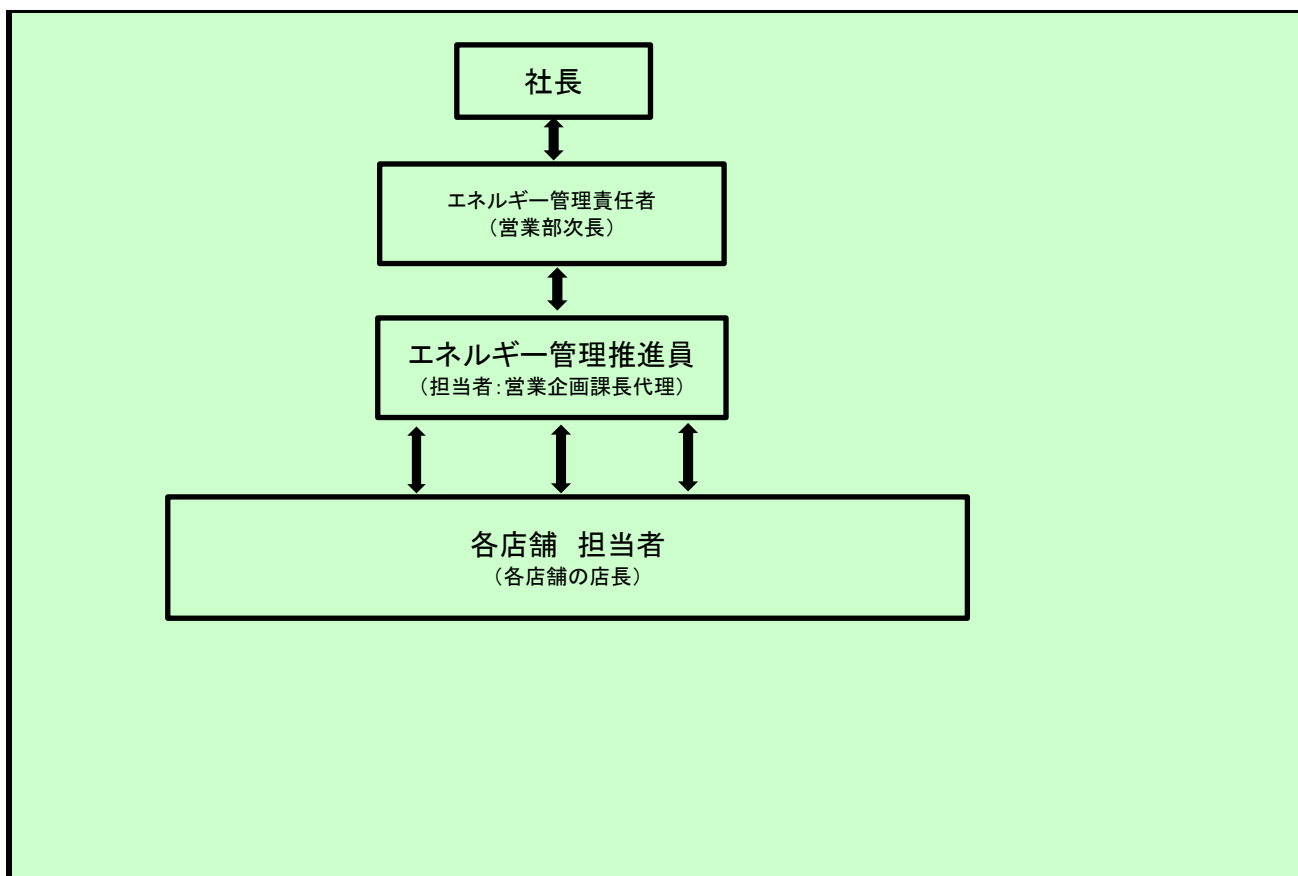 社長
エネルギー管理責任者
（営業部次長）
エネルギー管理推進員
（担当者：営業企画課長代理）
各店舗　担当者
（各店舗の店長）